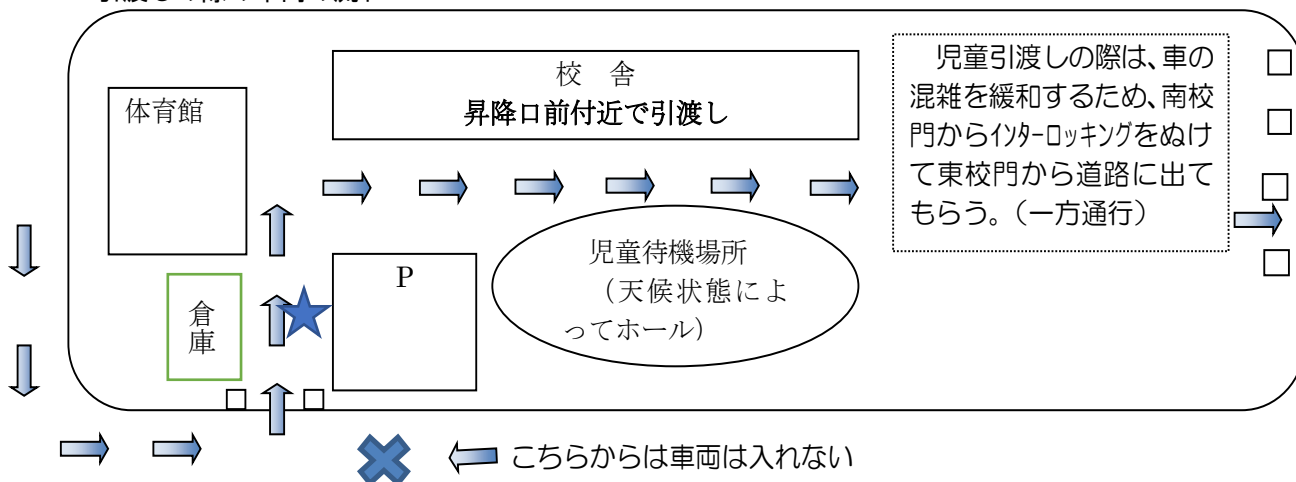 校 舎
昇降口前付近で引渡し
体育館
児童引渡しの際は、車の
混雑を緩和するため、南校
門からインターロッキングをぬけ
て東校門から道路に出て
もらう。（一方通行）
P
児童待機場所
（天候状態によ
ってホール）
倉
庫
こちらからは車両は入れない